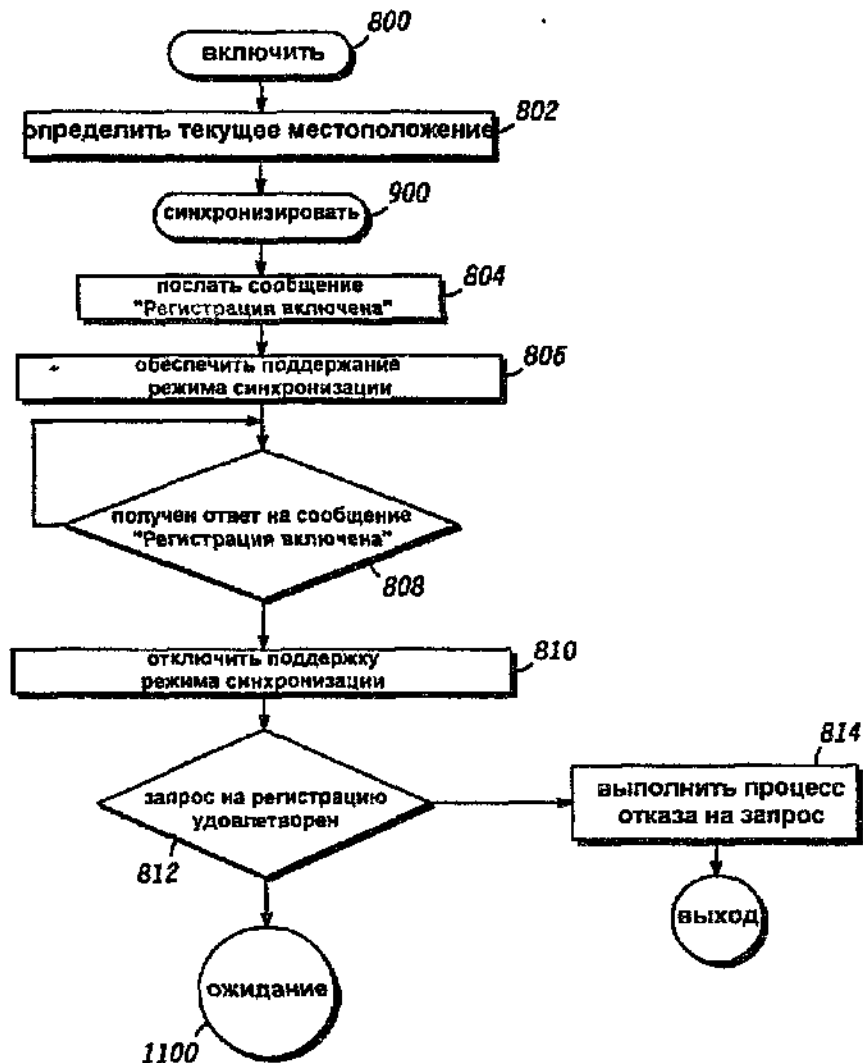 800
включить
802
определить текущее местоположение
900
синхронизировать
804
послать сообщение
"Регистрация включена"
806
обеспечить поддержание
режима синхронизации
получен ответ на сообщение
"Регистрация включена"
808
810
отключить поддержку
режима синхронизации
814
запрос на регистрацию
удовлетворен
812
выполнить процесс
отказа на запрос
выход
ожидание
1100